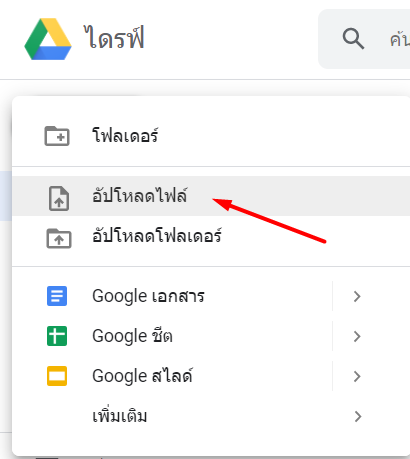 ไดรฟ์
ค้น
โฟลเดอร์
อัปโหลดไฟล์
อัปโหลดโฟลเดอร์
Google เอกสาร
Google ชีต
Google สไลด์
เพิ่มเติม